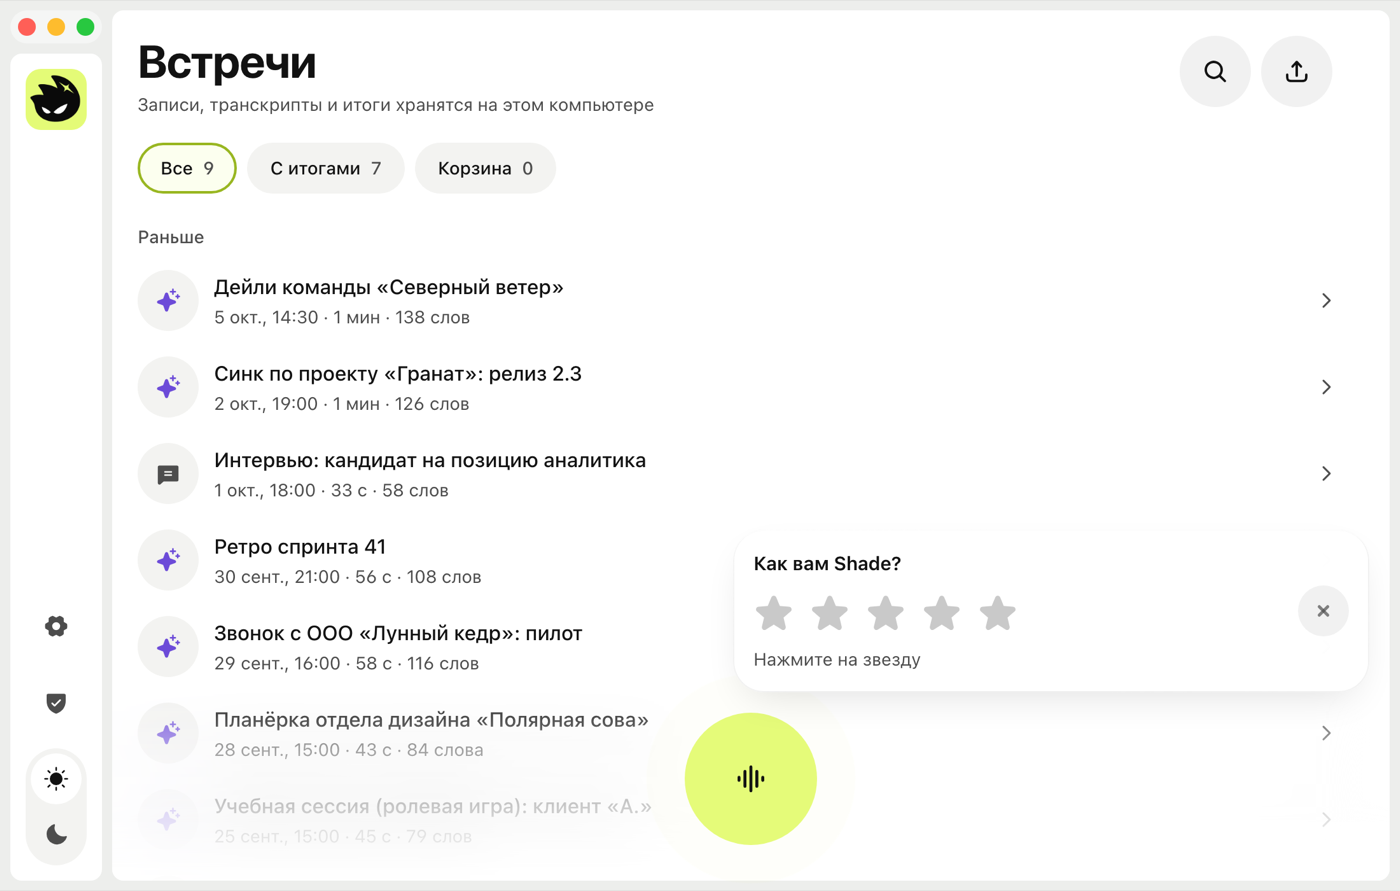 Встречи
Записи, транскрипты и итоги хранятся на этом компьютере
Все 9
С итогами 7
Корзина 0
Раньше
Дейли команды «Северный ветер»
5 окт., 14:30 · 1 мин · 138 слов
Синк по проекту «Гранат»: релиз 2.3
2 окт., 19:00 · 1 мин · 126 слов
Интервью: кандидат на позицию аналитика
1 окт., 18:00 · 33 с · 58 слов
Ретро спринта 41
30 сент., 21:00 · 56 с · 108 слов
Звонок с ООО «Лунный кедр»: пилот
29 сент., 16:00 · 58 с · 116 слов
Как вам Shade?
Нажмите на звезду
Планёрка отдела дизайна «Полярная сова»
28 сент., 15:00 · 43 с · 84 слова
Учебная сессия (ролевая игра): клиент «А.»
25 сент., 15:00 · 45 с · 79 слов